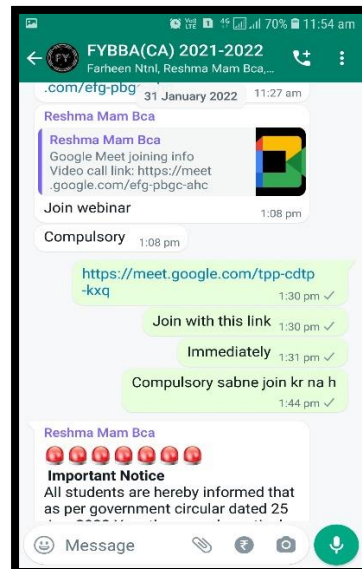 70% 11:54 am
FYBBA(CA) 2021-2022
Farheen Ntnl, Reshma Mam Bca,...
.com/efg-pbg
31 January 2022
11:27 am
Reshma Mam Bca
Reshma Mam Bca
Google Meet joining info
Video call link: https://meet
.google.com/efg-pbgc-ahc
Join webinar
1:08 pm
Compulsory 1:08 pm
https://meet.google.com/tpp-cdtp
-kxq
1:30 pm
Join with this link 1:30 pm
Immediately 1:31 pm
Compulsory sabne join kr na h
1:44 pm
Reshma Mam Bca
Important Notice
All students are hereby informed that
as per government circular dated 25
Message